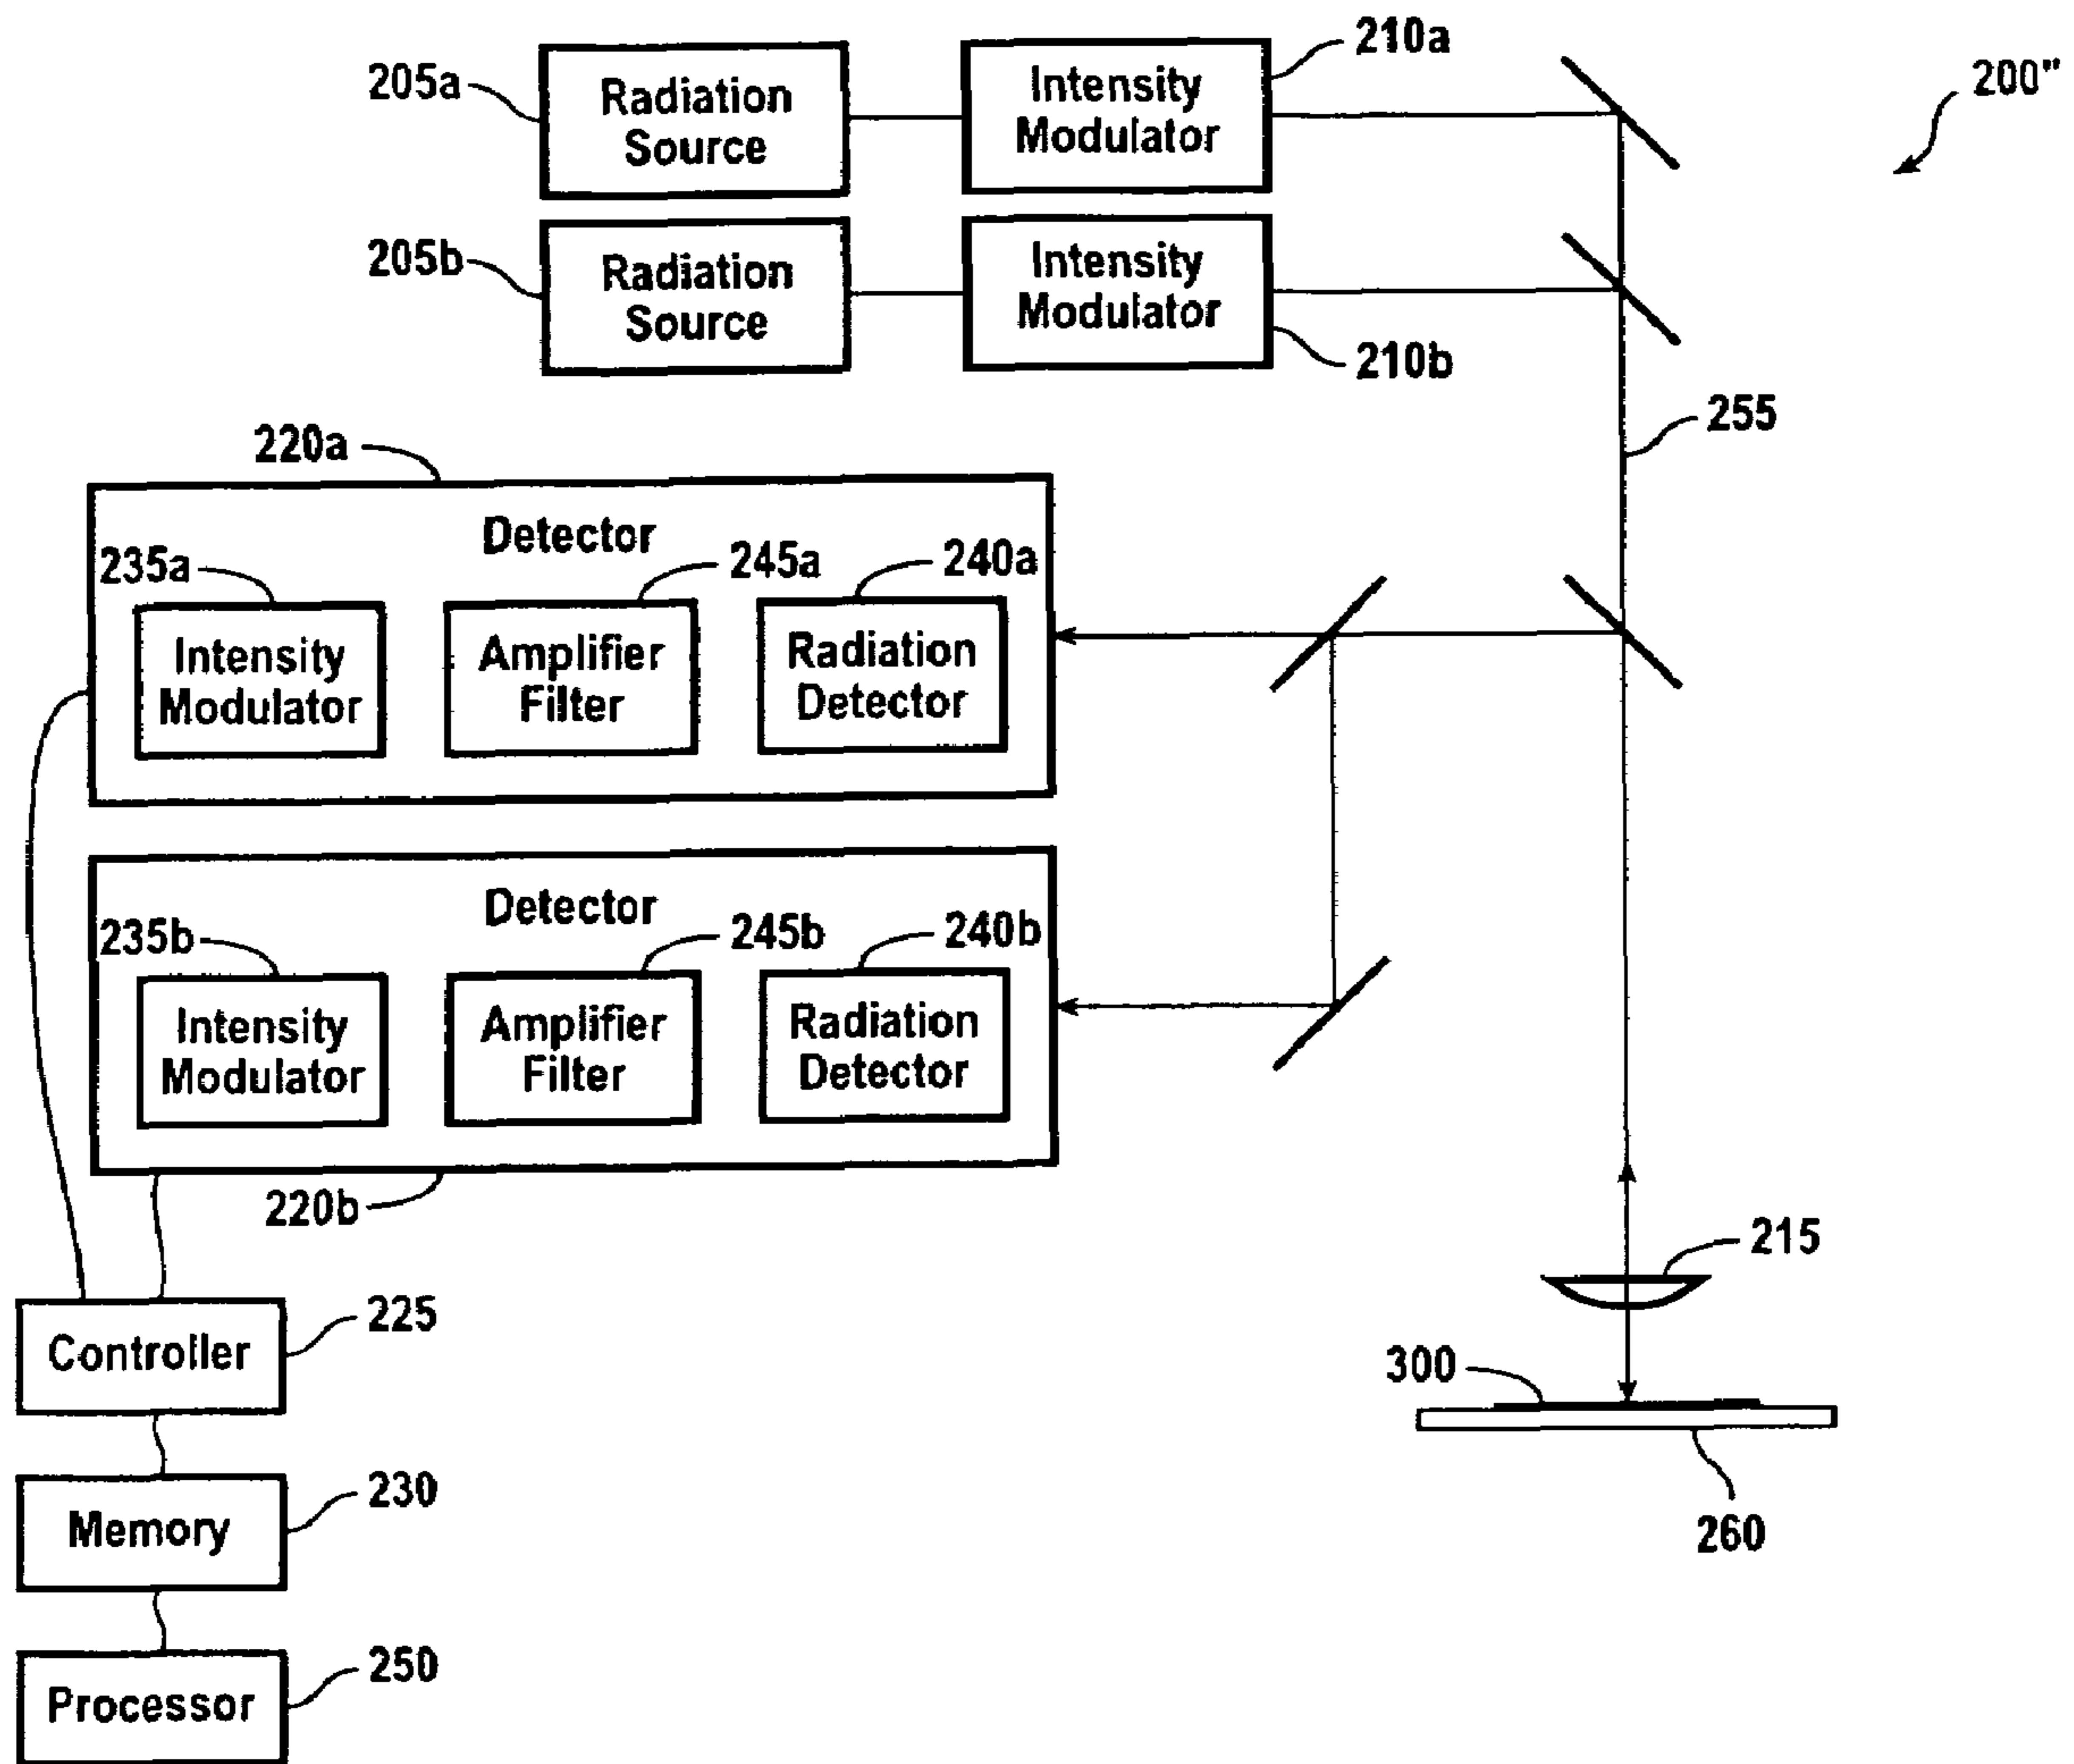 210a
200"
205a
Radiation
Source
Intensity
Modulator
205b
Radiation
Source
Intensity
Modulator
210b
255
220a
Detector
235a
245a
240a
Intensity
Modulator
Amplifier
Filter
Radiation
Detector
Detector
235b
245b
240b
Intensity
Modulator
Amplifier
Filter
Radiation
Detector
220b
215
225
Controller
300
230
Memory
260
250
Processor